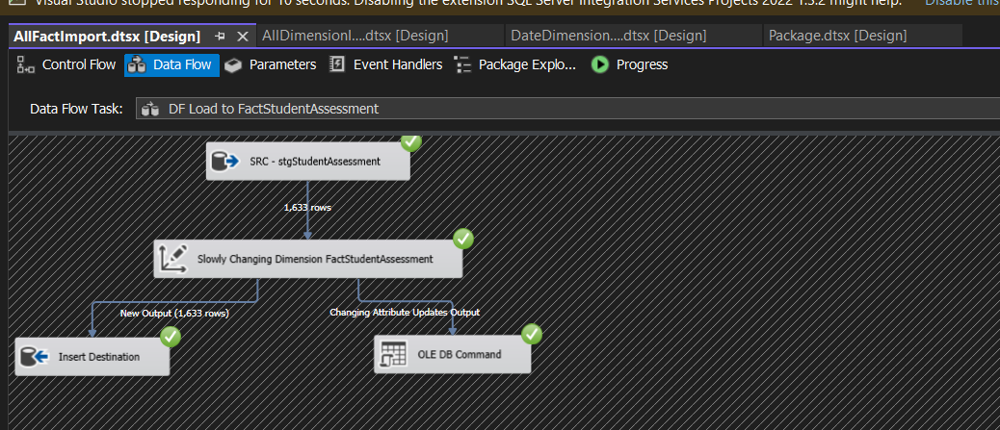 Visual Studio stopped responding for 10 seconds. Disabling the extension SQL Server Integration Services Projects 2022 1.5.2 might help. Disable this
AllFactImport.dtsx [Design] AllDimensionI....dtsx [Design] DateDimension....dtsx [Design] Package.dtsx [Design]
Control Flow Data Flow Parameters Event Handlers Package Explo... Progress
Data Flow Task: DF Load to FactStudentAssessment
SRC - stgStudentAssessment
1,633 rows
Slowly Changing Dimension FactStudentAssessment
New Output (1,633 rows) Changing Attribute Updates Output
Insert Destination OLE DB Command